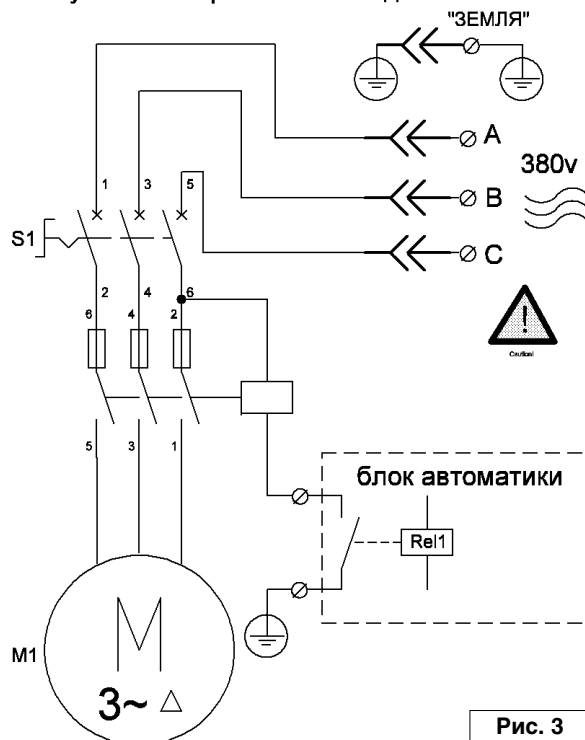 "ЗЕМЛЯ"
A
380v
B
C
1
3
5
S1
2
4
6
6
4
2
Caution!
5
3
1
блок автоматики
Rel1
M1
M
3~ △
Рис. 3